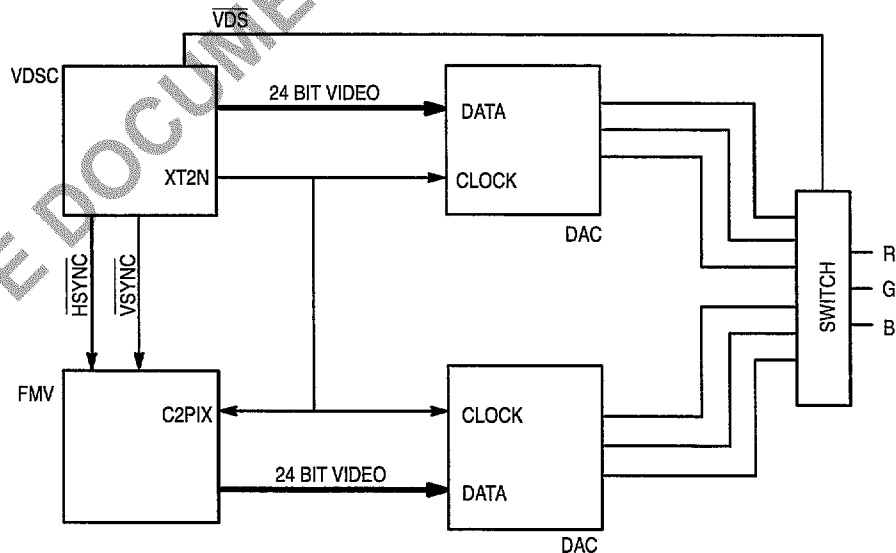 VDS
VDSC
24 BIT VIDEO
DATA
XT2N
CLOCK
DAC
HSYNC
VSYNC
SWITCH
R
G
B
FMV
C2PIX
CLOCK
24 BIT VIDEO
DATA
DAC
E DOCUME